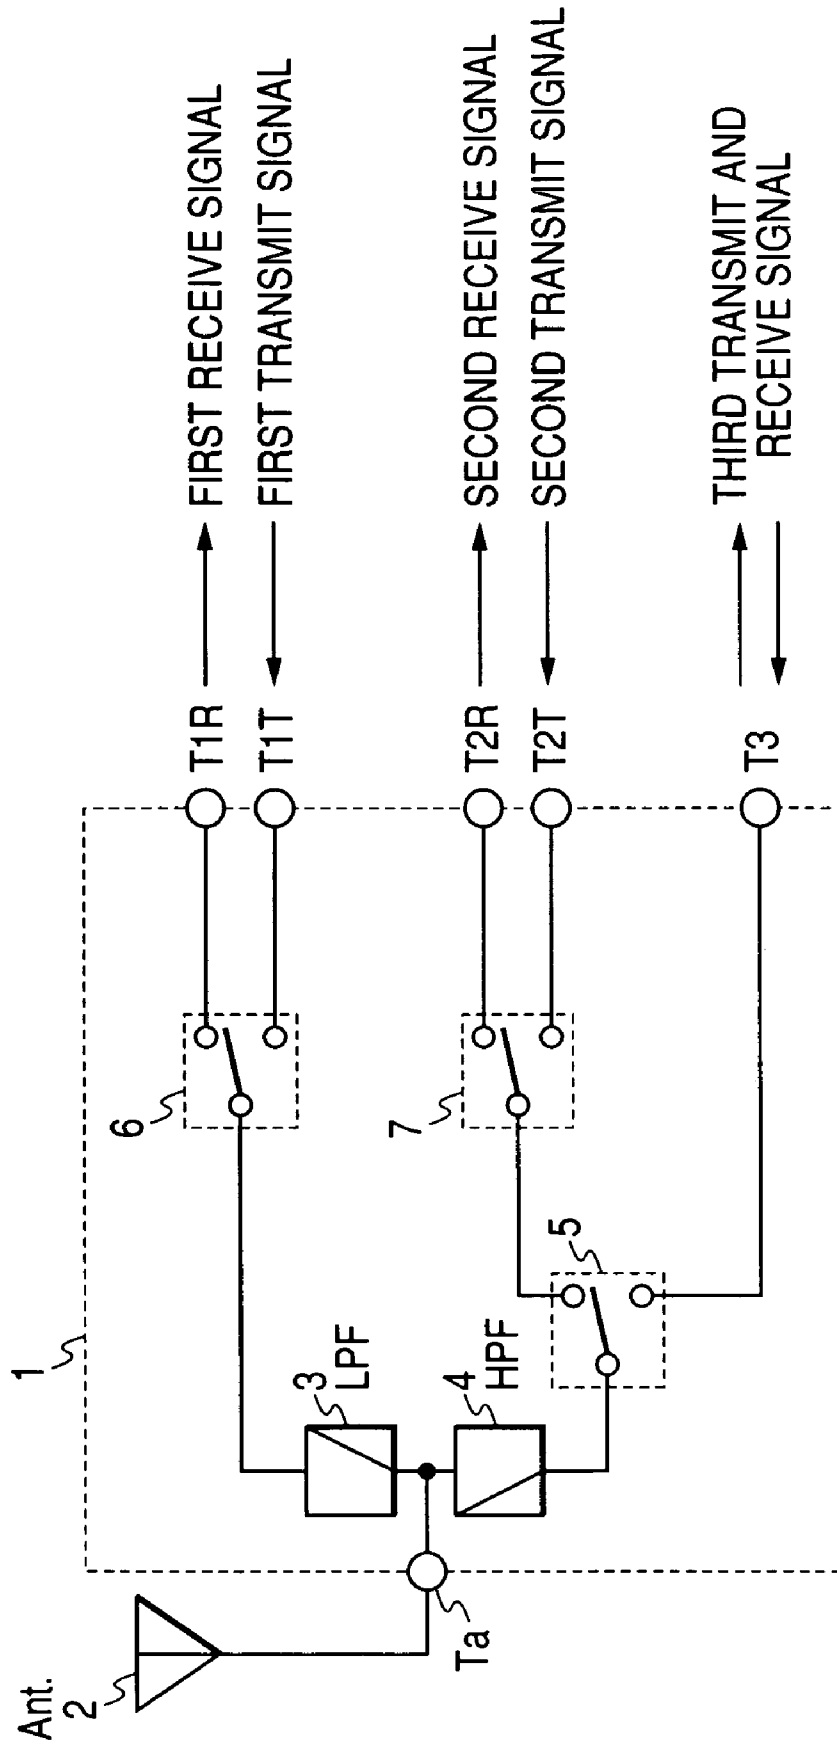 1
6
T1R
FIRST RECEIVE SIGNAL
T1T
FIRST TRANSMIT SIGNAL
Ant.
2
3
LPF
7
T2R
SECOND RECEIVE SIGNAL
T2T
SECOND TRANSMIT SIGNAL
Ta
4
HPF
5
T3
THIRD TRANSMIT AND
RECEIVE SIGNAL